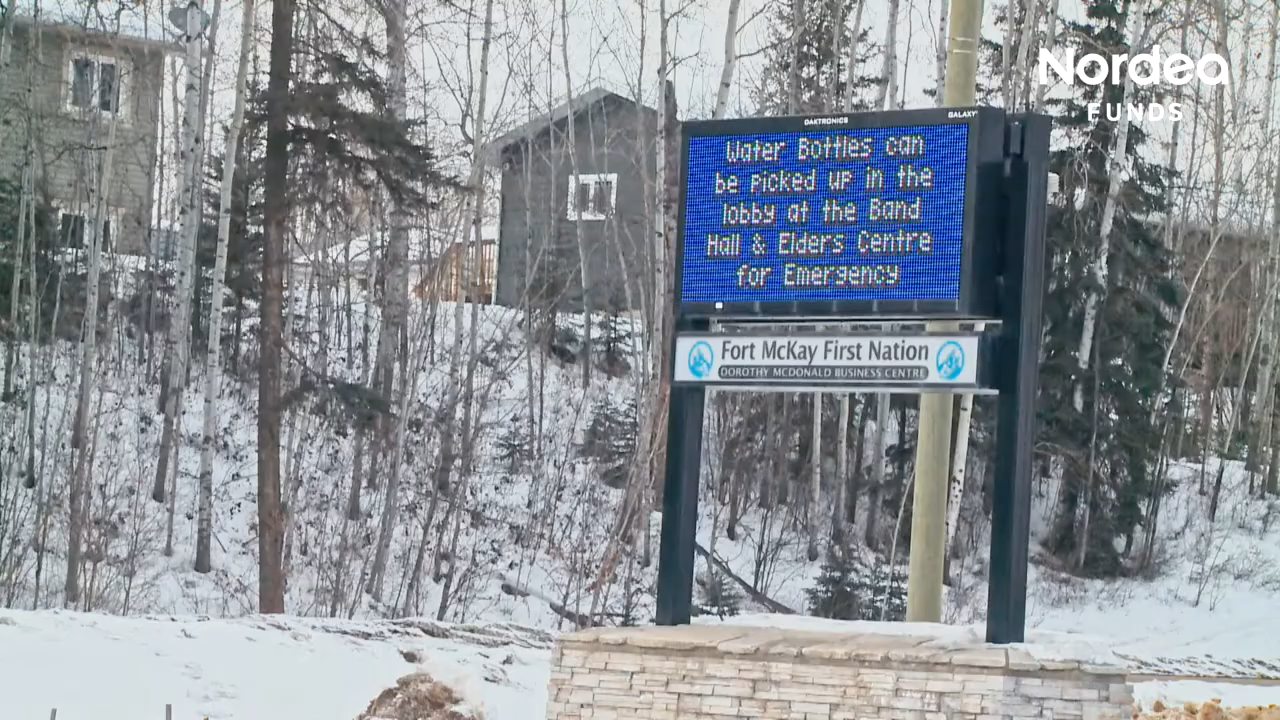 Nordea
FUNDS
DAKTRONICS
GALAXY
Water Bottles can
be picked up in the
lobby at the Band
Hall & Elders Centre
for Emergency
Fort McKay First Nation
DOROTHY MCDONALD BUSINESS CENTRE